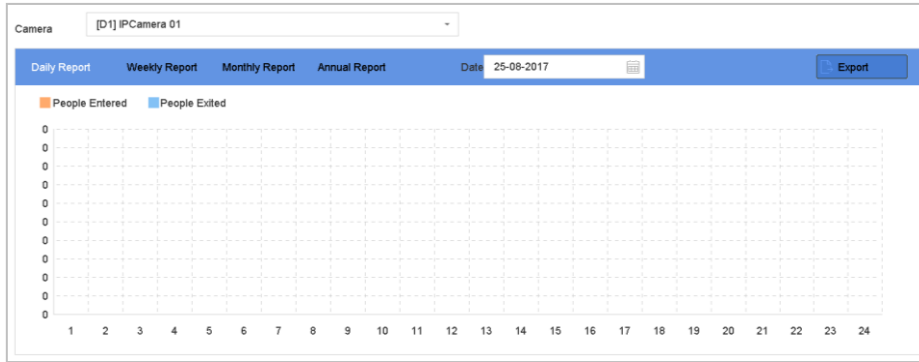 Camera [D1] IPCamera 01
Daily Report Weekly Report Monthly Report Annual Report Date 25-08-2017 Export
People Entered People Exited
0
0
0
0
0
0
0
0
0
0
0
1 2 3 4 5 6 7 8 9 10 11 12 13 14 15 16 17 18 19 20 21 22 23 24